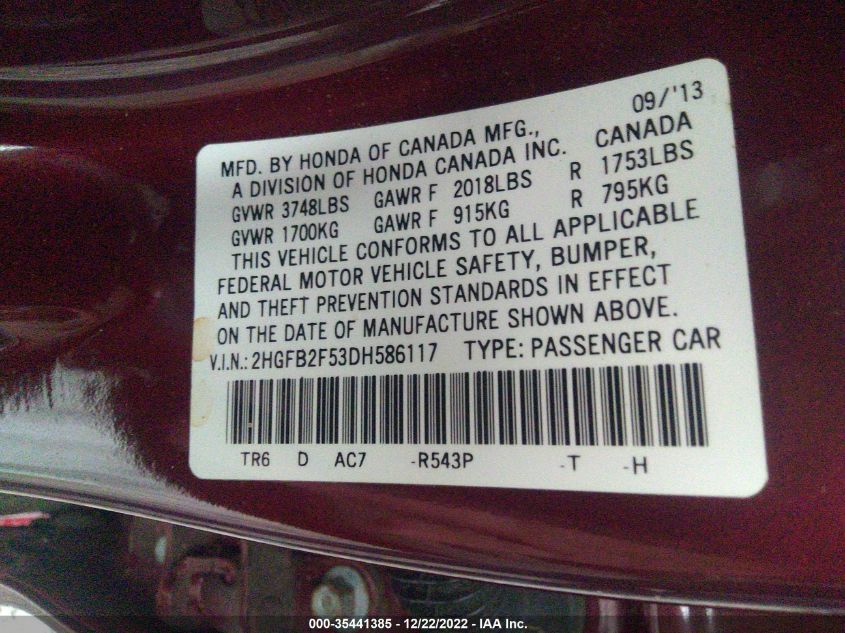 09/'13
MFD. BY HONDA OF CANADA MFG.,
A DIVISION OF HONDA CANADA INC. CANADA
GVWR 3748LBS GAWR F 2018LBS R 1753LBS
GVWR 1700KG GAWR F 915KG R 795KG
THIS VEHICLE CONFORMS TO ALL APPLICABLE
FEDERAL MOTOR VEHICLE SAFETY, BUMPER,
AND THEFT PREVENTION STANDARDS IN EFFECT
ON THE DATE OF MANUFACTURE SHOWN ABOVE.
V.I.N.: 2HGFB2F53DH586117 TYPE: PASSENGER CAR
TR6 D AC7 -R543P -T -H
000-35441385 - 12/22/2022 - IAA Inc.